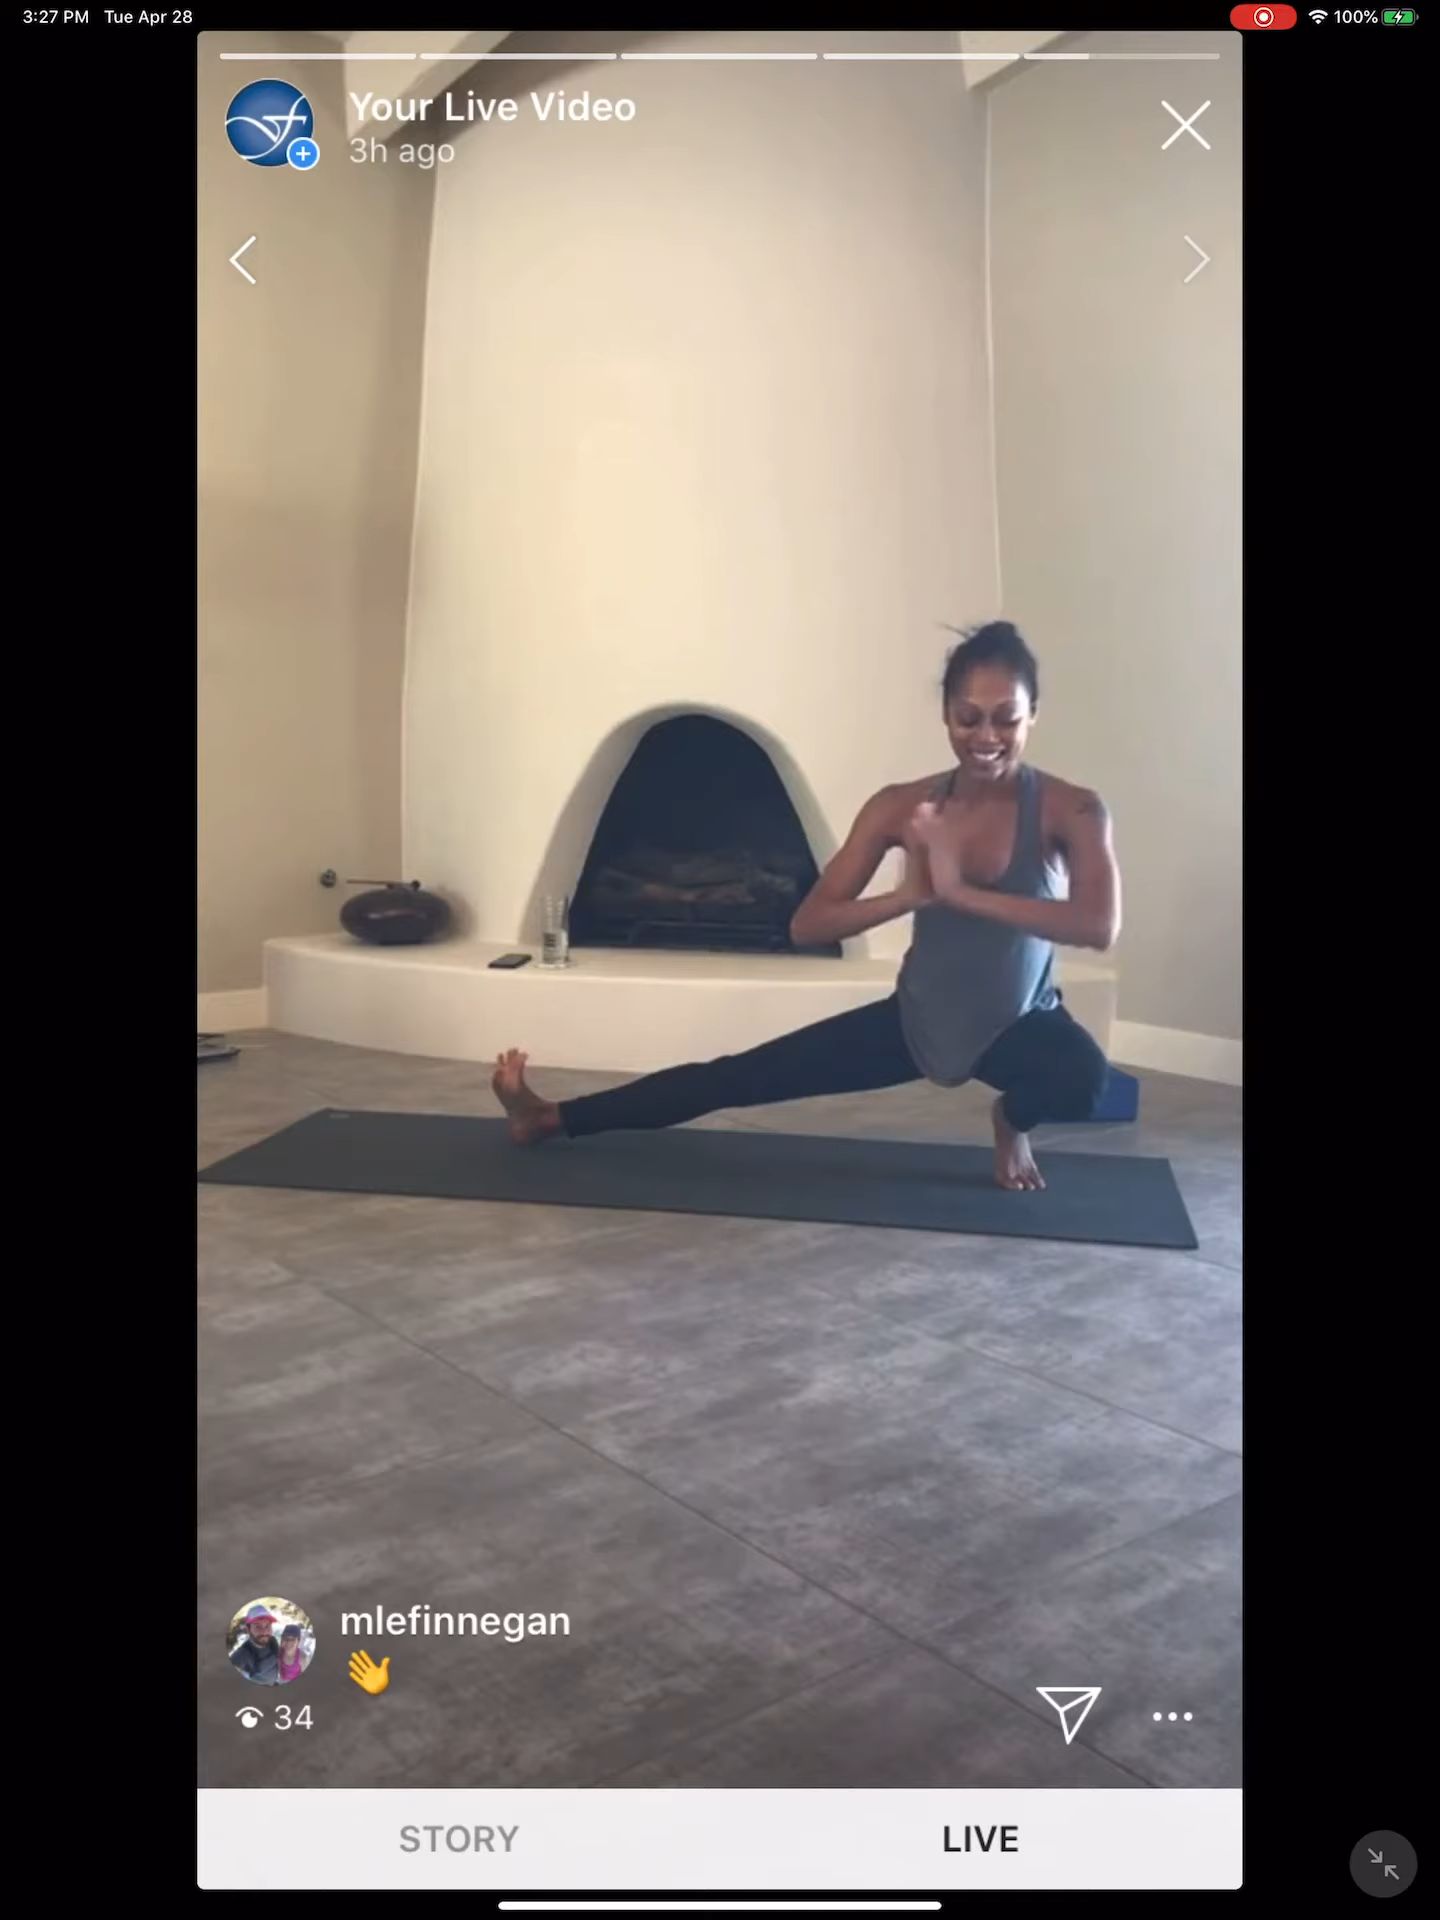 3:27 PM Tue Apr 28
100%
Your Live Video
3h ago
mlefinnegan
👋
34
STORY LIVE